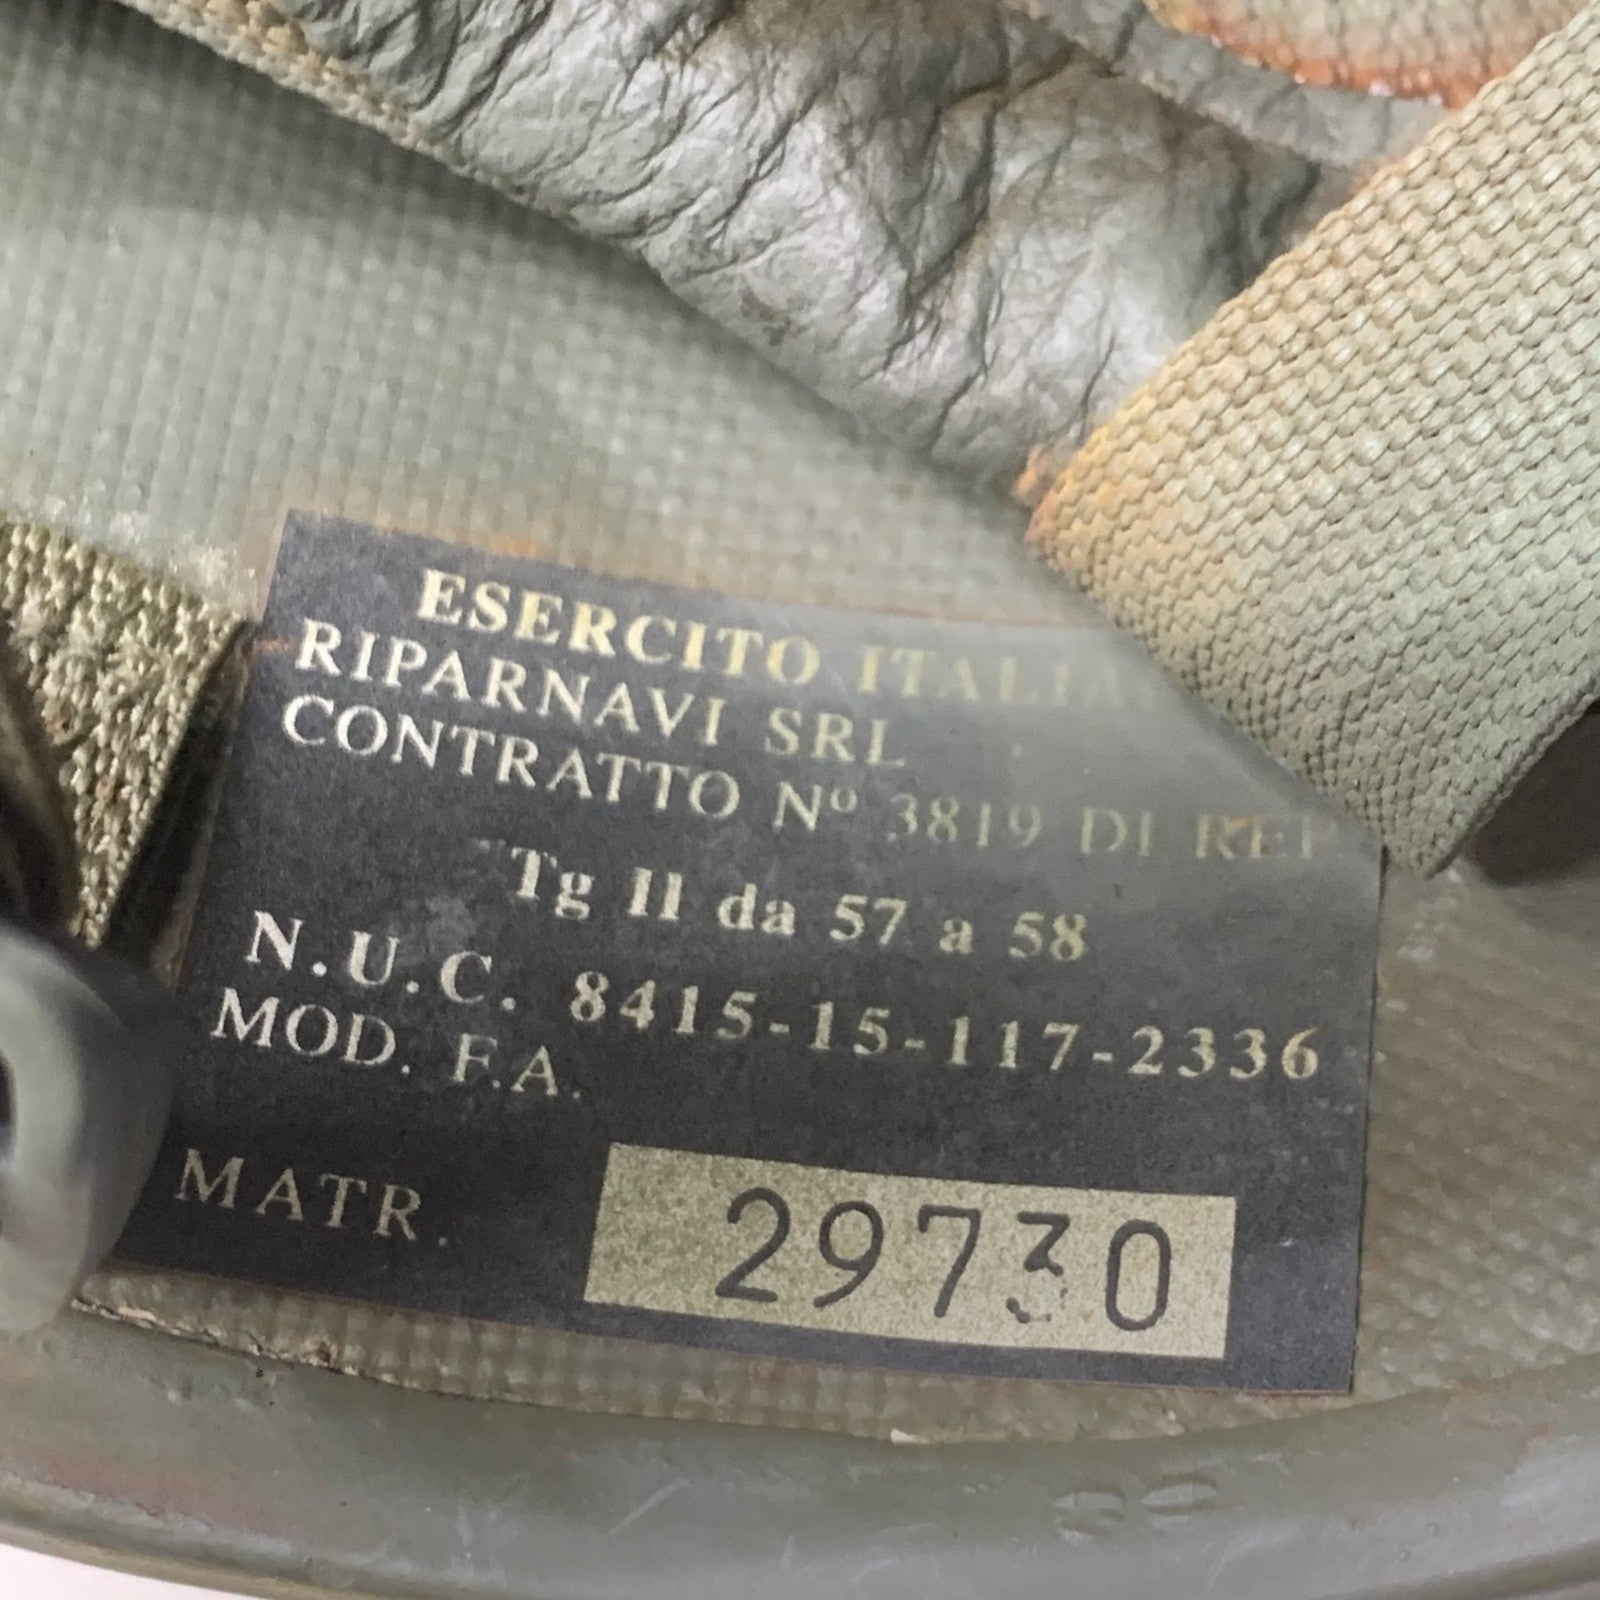 ESERCITO
RIPARNAVI SRL
CONTRATTO Nº 3819 DI REP
Tg II da 57 a 58
N.U.C. 8415-15-117-2336
MOD. F.A.
MATR. 29730